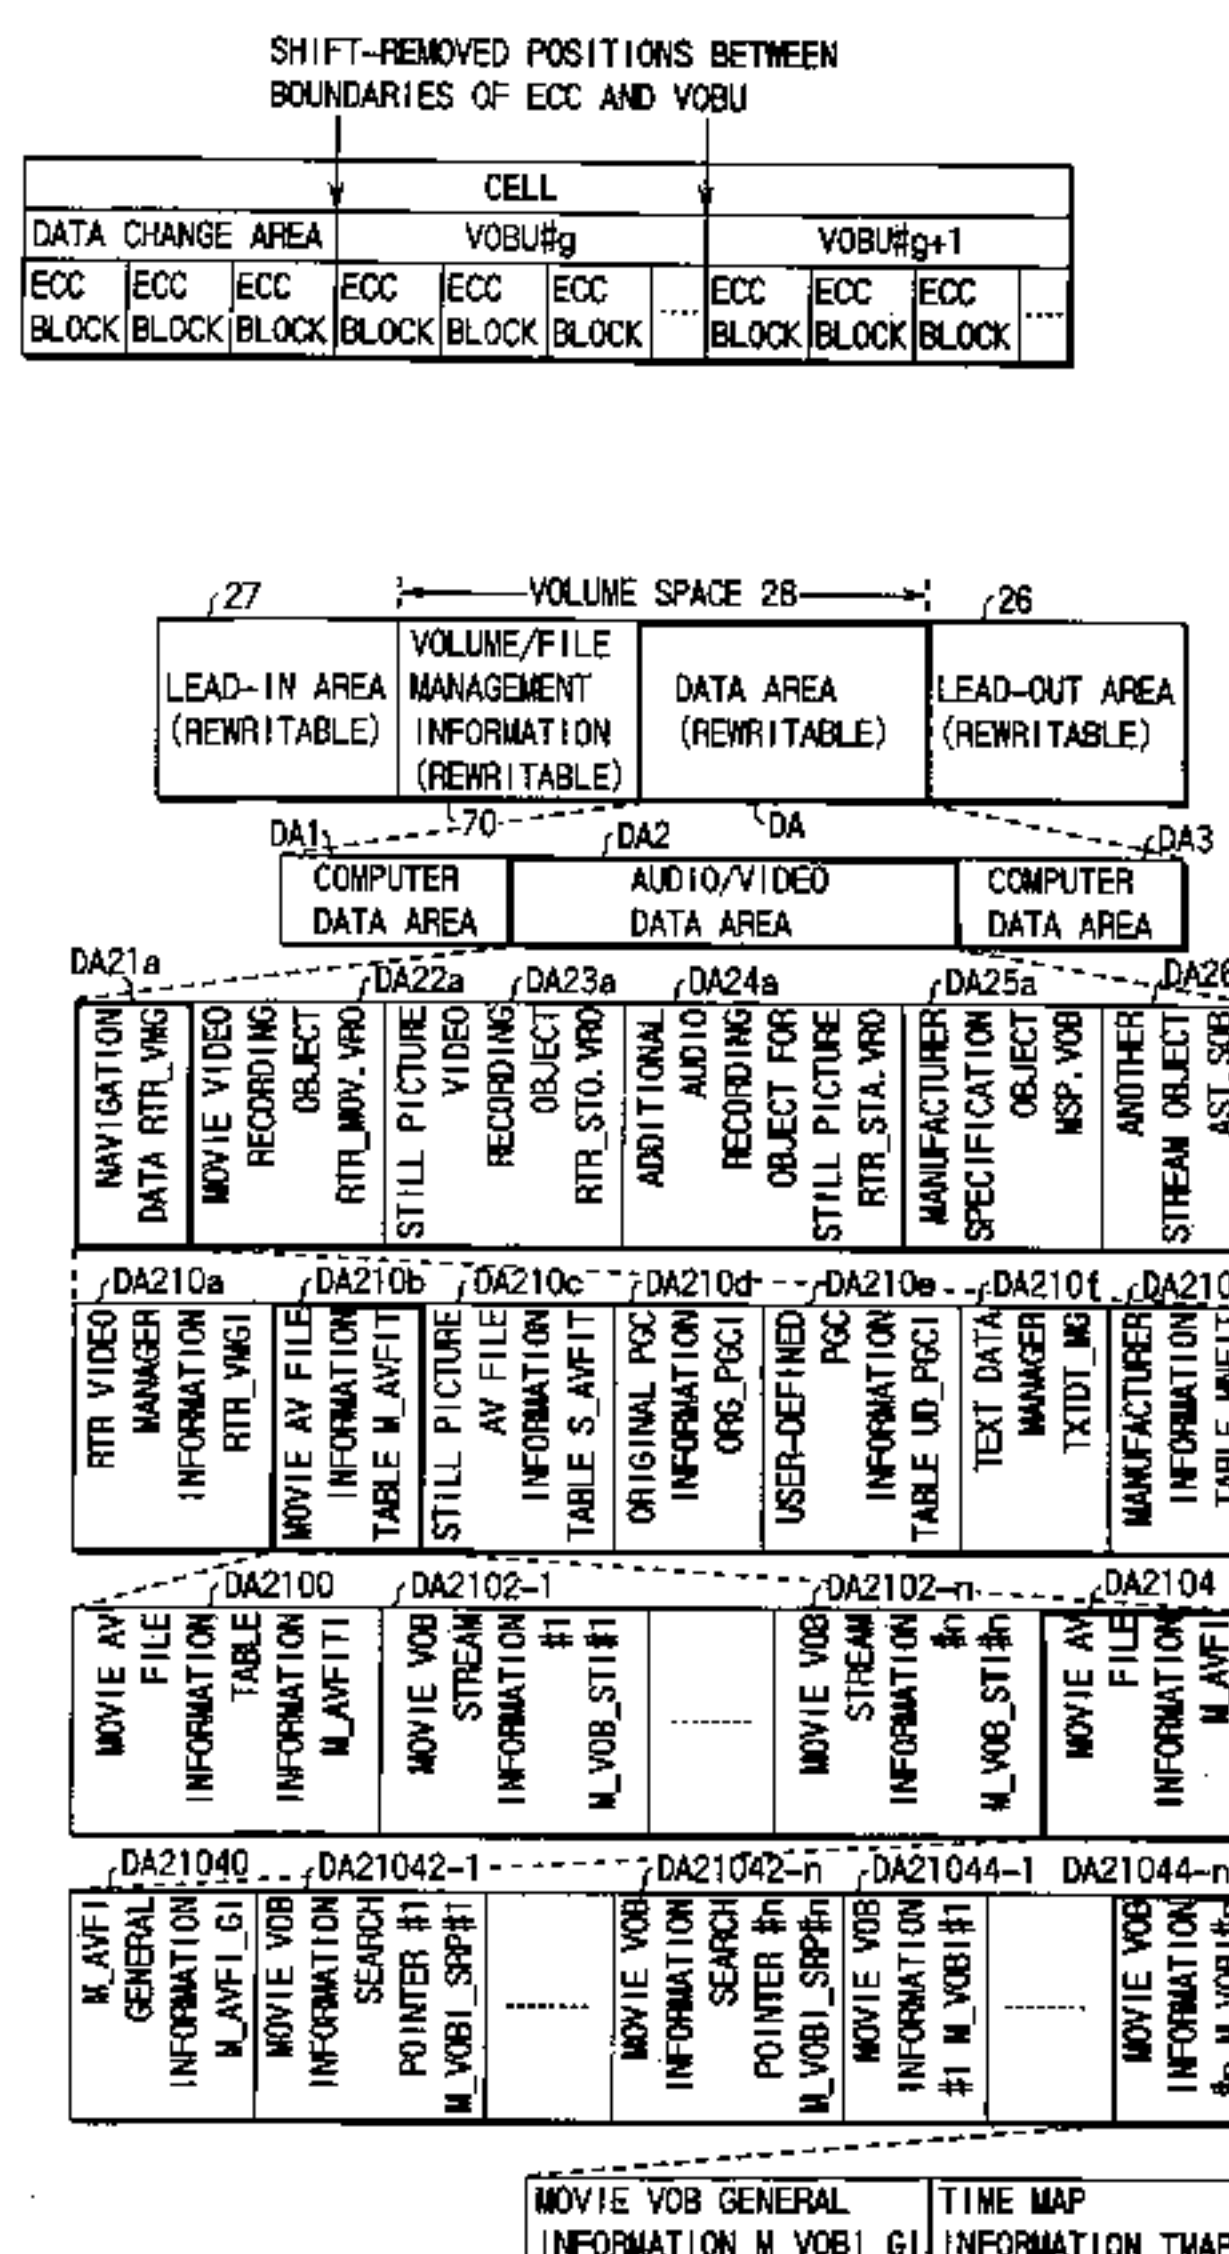 SHIFT-REMOVED POSITIONS BETWEEN
BOUNDARIES OF ECC AND VOBU
CELL
DATA CHANGE AREA VOBU#g VOBU#g+1
ECC ECC ECC ECC ECC ECC ECC ECC ECC
BLOCK BLOCK BLOCK BLOCK BLOCK BLOCK BLOCK BLOCK BLOCK
27 VOLUME SPACE 28 26
LEAD-IN AREA
(REWRITABLE)
VOLUME/FILE
MANAGEMENT
INFORMATION
(REWRITABLE)
DATA AREA
(REWRITABLE)
LEAD-OUT AREA
(REWRITABLE)
70 DA
DA1 DA2 DA3
COMPUTER
DATA AREA
AUDIO/VIDEO
DATA AREA
COMPUTER
DATA AREA
DA21a DA22a DA23a DA24a DA25a DA26
NAVIGATION
DATA RTR_VMG
MOVIE VIDEO
RECORDING
OBJECT
RTR_MOV.VRO
STILL PICTURE
VIDEO
RECORDING
OBJECT
RTR_STO.VRO
ADDITIONAL
AUDIO
RECORDING
OBJECT FOR
STILL PICTURE
RTR_STA.VRO
MANUFACTURER
SPECIFICATION
OBJECT
MSP.VOB
ANOTHER
STREAM OBJECT
AST.SOB
DA210a DA210b DA210c DA210d DA210e DA210f DA210
RTR VIDEO
MANAGER
INFORMATION
RTR_VMGI
MOVIE AV FILE
INFORMATION
TABLE M_AVFIT
STILL PICTURE
AV FILE
INFORMATION
TABLE S_AVFIT
ORIGINAL PGC
INFORMATION
ORG_PGCI
USER-DEFINED
PGC
INFORMATION
TABLE UD_PGCI
TEXT DATA
MANAGER
TXTDT_MG
MANUFACTURER
INFORMATION
TABLE MNFIT
DA2100 DA2102-1 DA2102-n DA2104
MOVIE AV
FILE
INFORMATION
TABLE
INFORMATION
M_AVFITI
MOVIE VOB
STREAM
INFORMATION
#1
M_VOB_STI#1
MOVIE VOB
STREAM
INFORMATION
#n
M_VOB_STI#n
MOVIE AV
FILE
INFORMATION
M_AVFI
DA21040 DA21042-1 DA21042-n DA21044-1 DA21044-n
M_AVFI
GENERAL
INFORMATION
M_AVFI_GI
MOVIE VOB
INFORMATION
SEARCH
POINTER #1
M_VOBI_SRP#1
MOVIE VOB
INFORMATION
SEARCH
POINTER #n
M_VOBI_SRP#n
MOVIE VOB
INFORMATION
#1 M_VOBI#1
MOVIE VOB
INFORMATION
#n M_VOBI#n
MOVIE VOB GENERAL
INFORMATION M_VOBI_GI
TIME MAP
INFORMATION TMAP